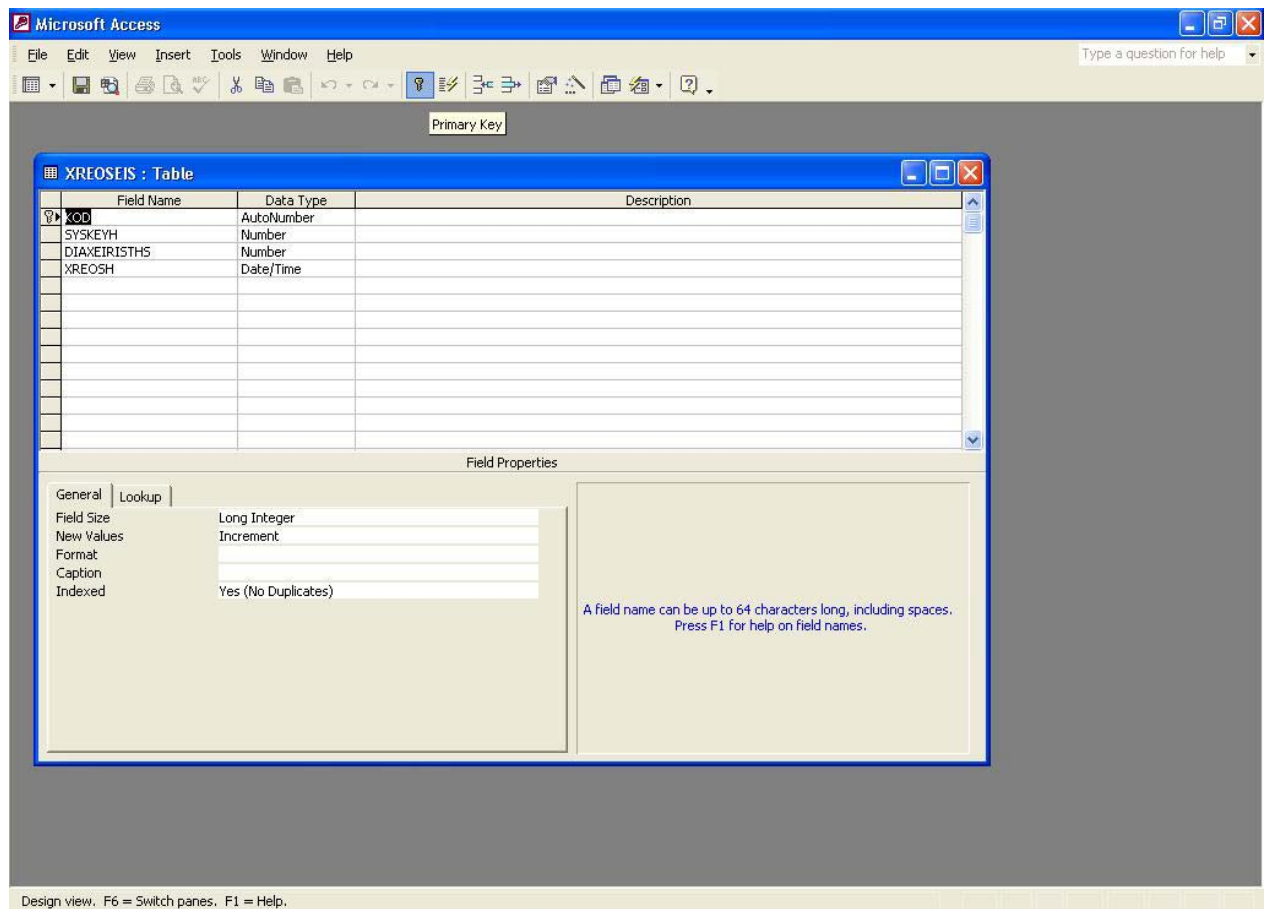 Microsoft Access
File Edit View Insert Tools Window Help Type a question for help
Primary Key
XREOSEIS : Table
Field Name Data Type Description
KOD AutoNumber
SYSKEYH Number
DIAXEIRISTHS Number
XREOSH Date/Time
Field Properties
General Lookup
Field Size Long Integer
New Values Increment
Format
Caption
Indexed Yes (No Duplicates)
A field name can be up to 64 characters long, including spaces.
Press F1 for help on field names.
Design view. F6 = Switch panes. F1 = Help.